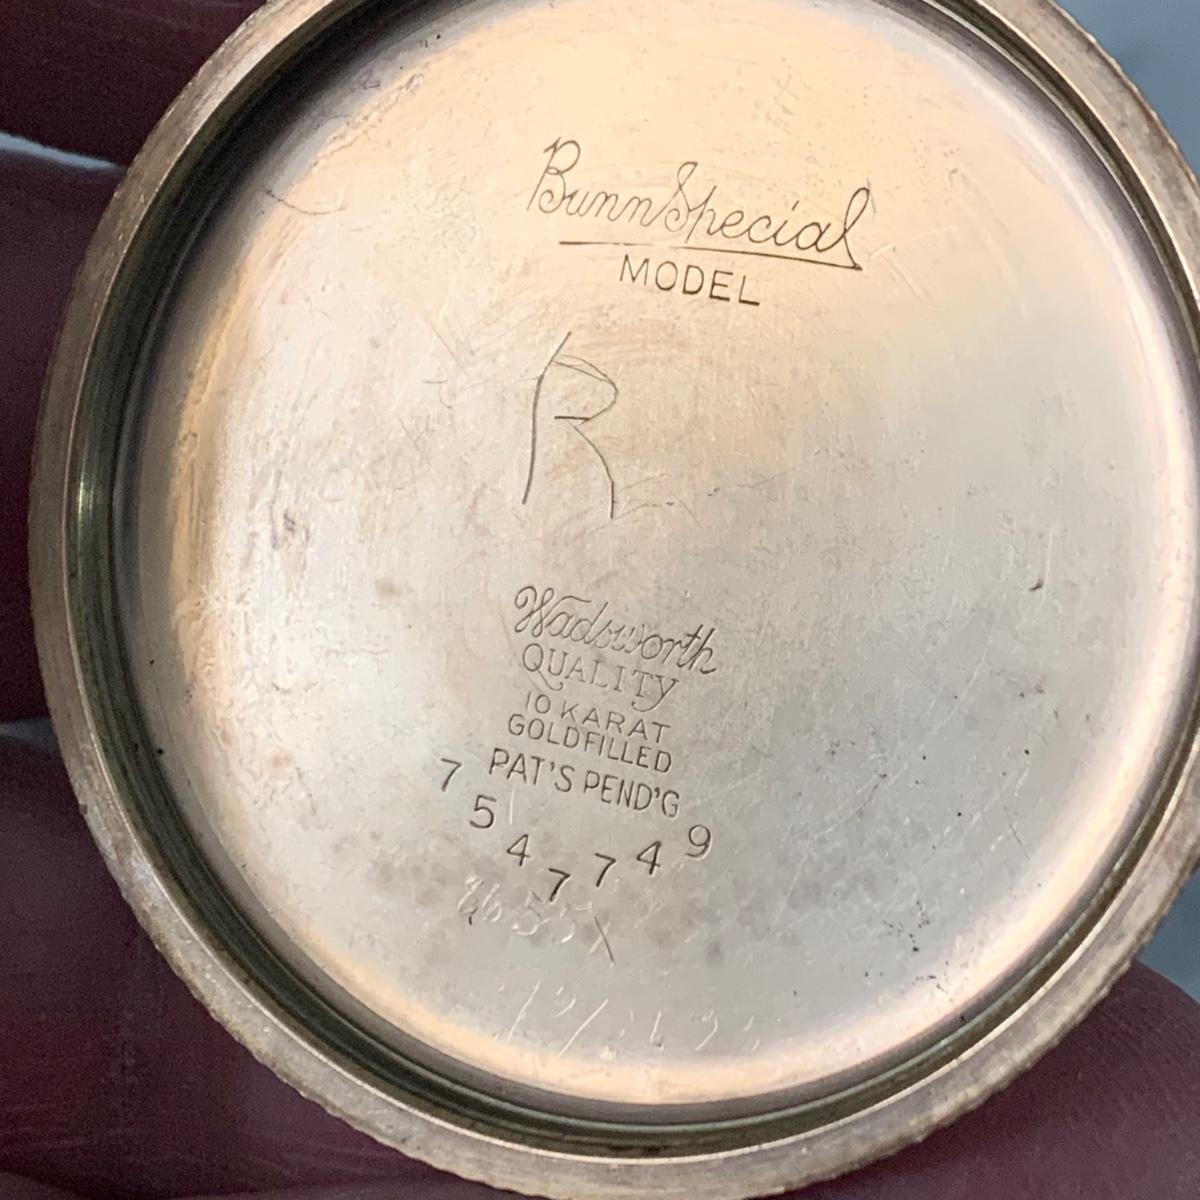 Bunn Special
MODEL
R
Wadsworth
QUALITY
10 KARAT
GOLDFILLED
PAT'S PEND'G
7547749